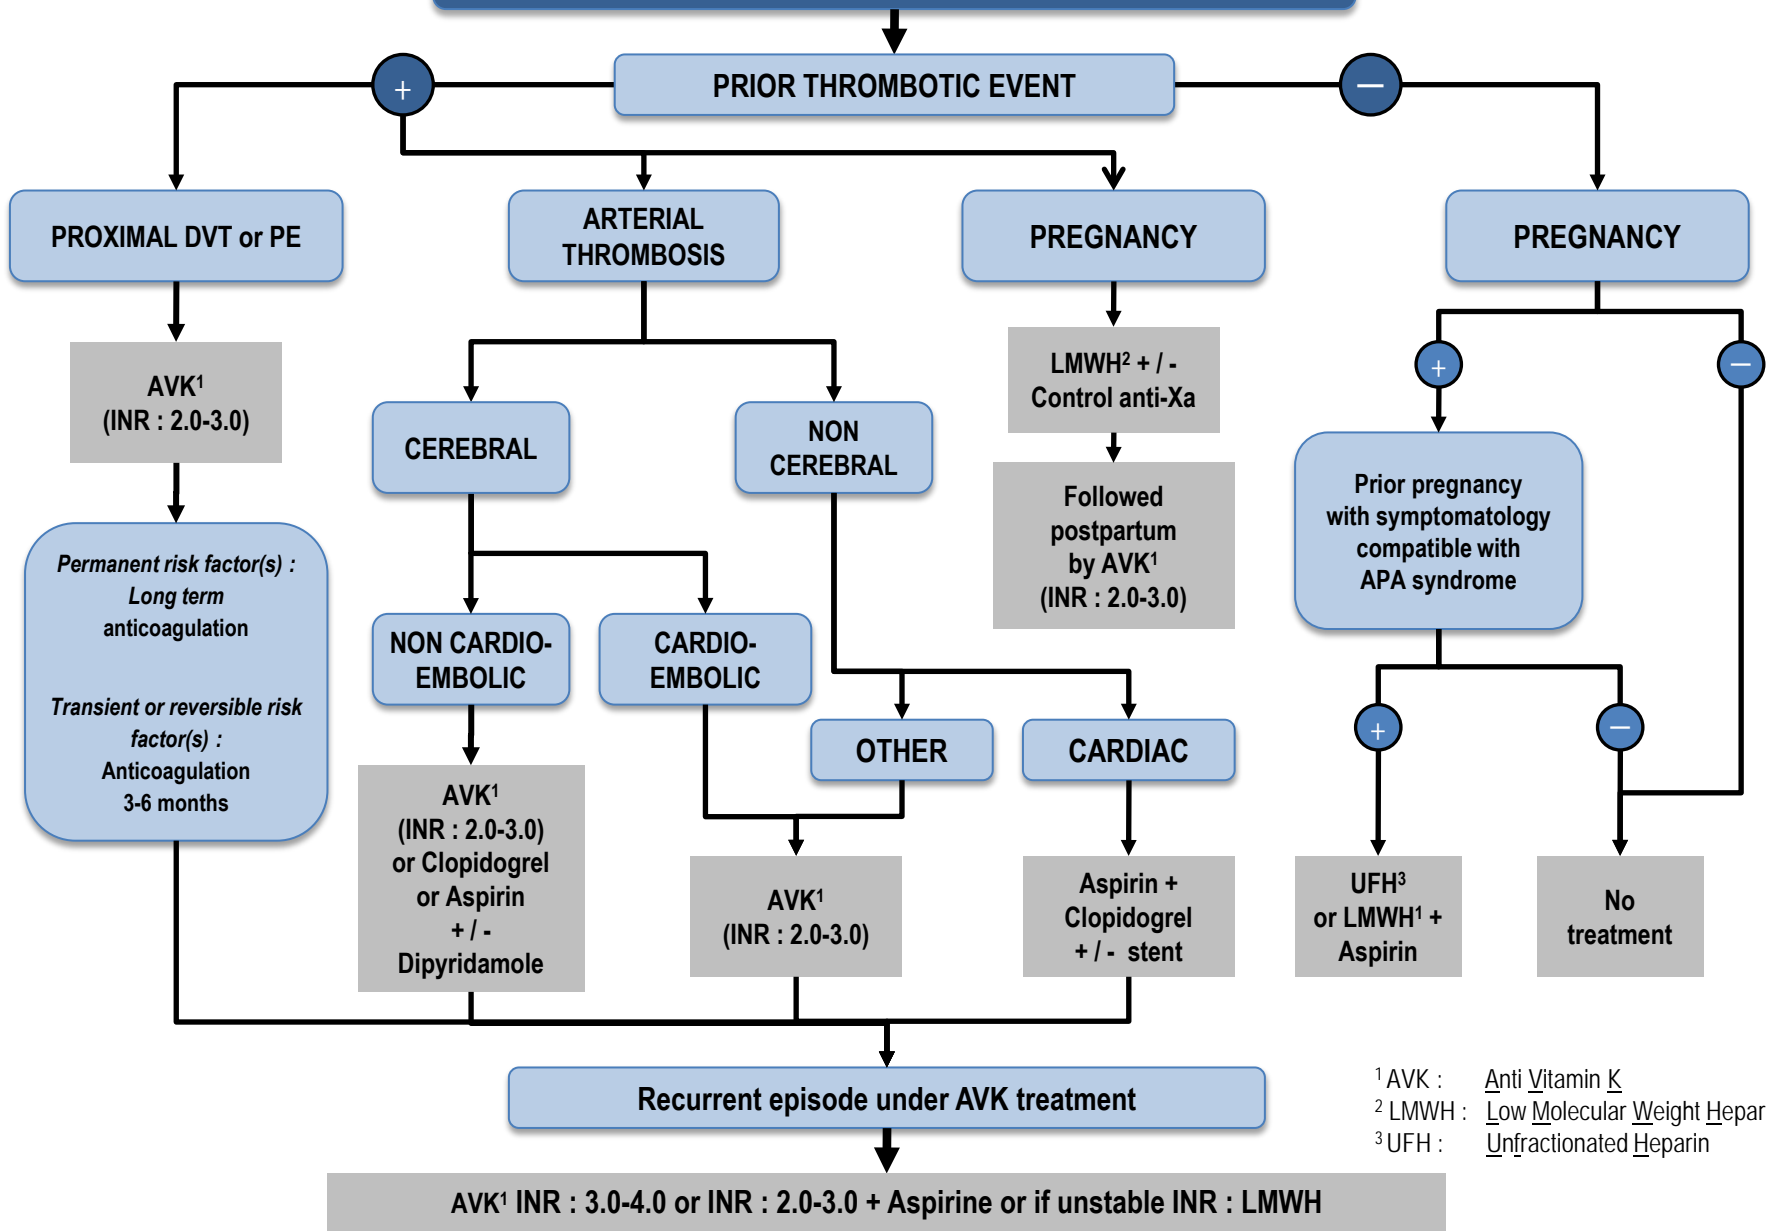 PRIOR THROMBOTIC EVENT
+
−
PROXIMAL DVT or PE
ARTERIAL
THROMBOSIS
PREGNANCY
PREGNANCY
AVK¹
(INR : 2.0-3.0)
LMWH² + / -
Control anti-Xa
+
−
CEREBRAL
NON
CEREBRAL
Followed
postpartum
by AVK¹
(INR : 2.0-3.0)
Prior pregnancy
with symptomatology
compatible with
APA syndrome
Permanent risk factor(s) :
Long term
anticoagulation
Transient or reversible risk
factor(s) :
Anticoagulation
3-6 months
NON CARDIO-
EMBOLIC
CARDIO-
EMBOLIC
OTHER
CARDIAC
+
−
AVK¹
(INR : 2.0-3.0)
or Clopidogrel
or Aspirin
+ / -
Dipyridamole
AVK¹
(INR : 2.0-3.0)
Aspirin +
Clopidogrel
+ / - stent
UFH³
or LMWH¹ +
Aspirin
No
treatment
Recurrent episode under AVK treatment
AVK¹ INR : 3.0-4.0 or INR : 2.0-3.0 + Aspirine or if unstable INR : LMWH
¹ AVK : Anti Vitamin K
² LMWH : Low Molecular Weight Hepar
³ UFH : Unfractionated Heparin